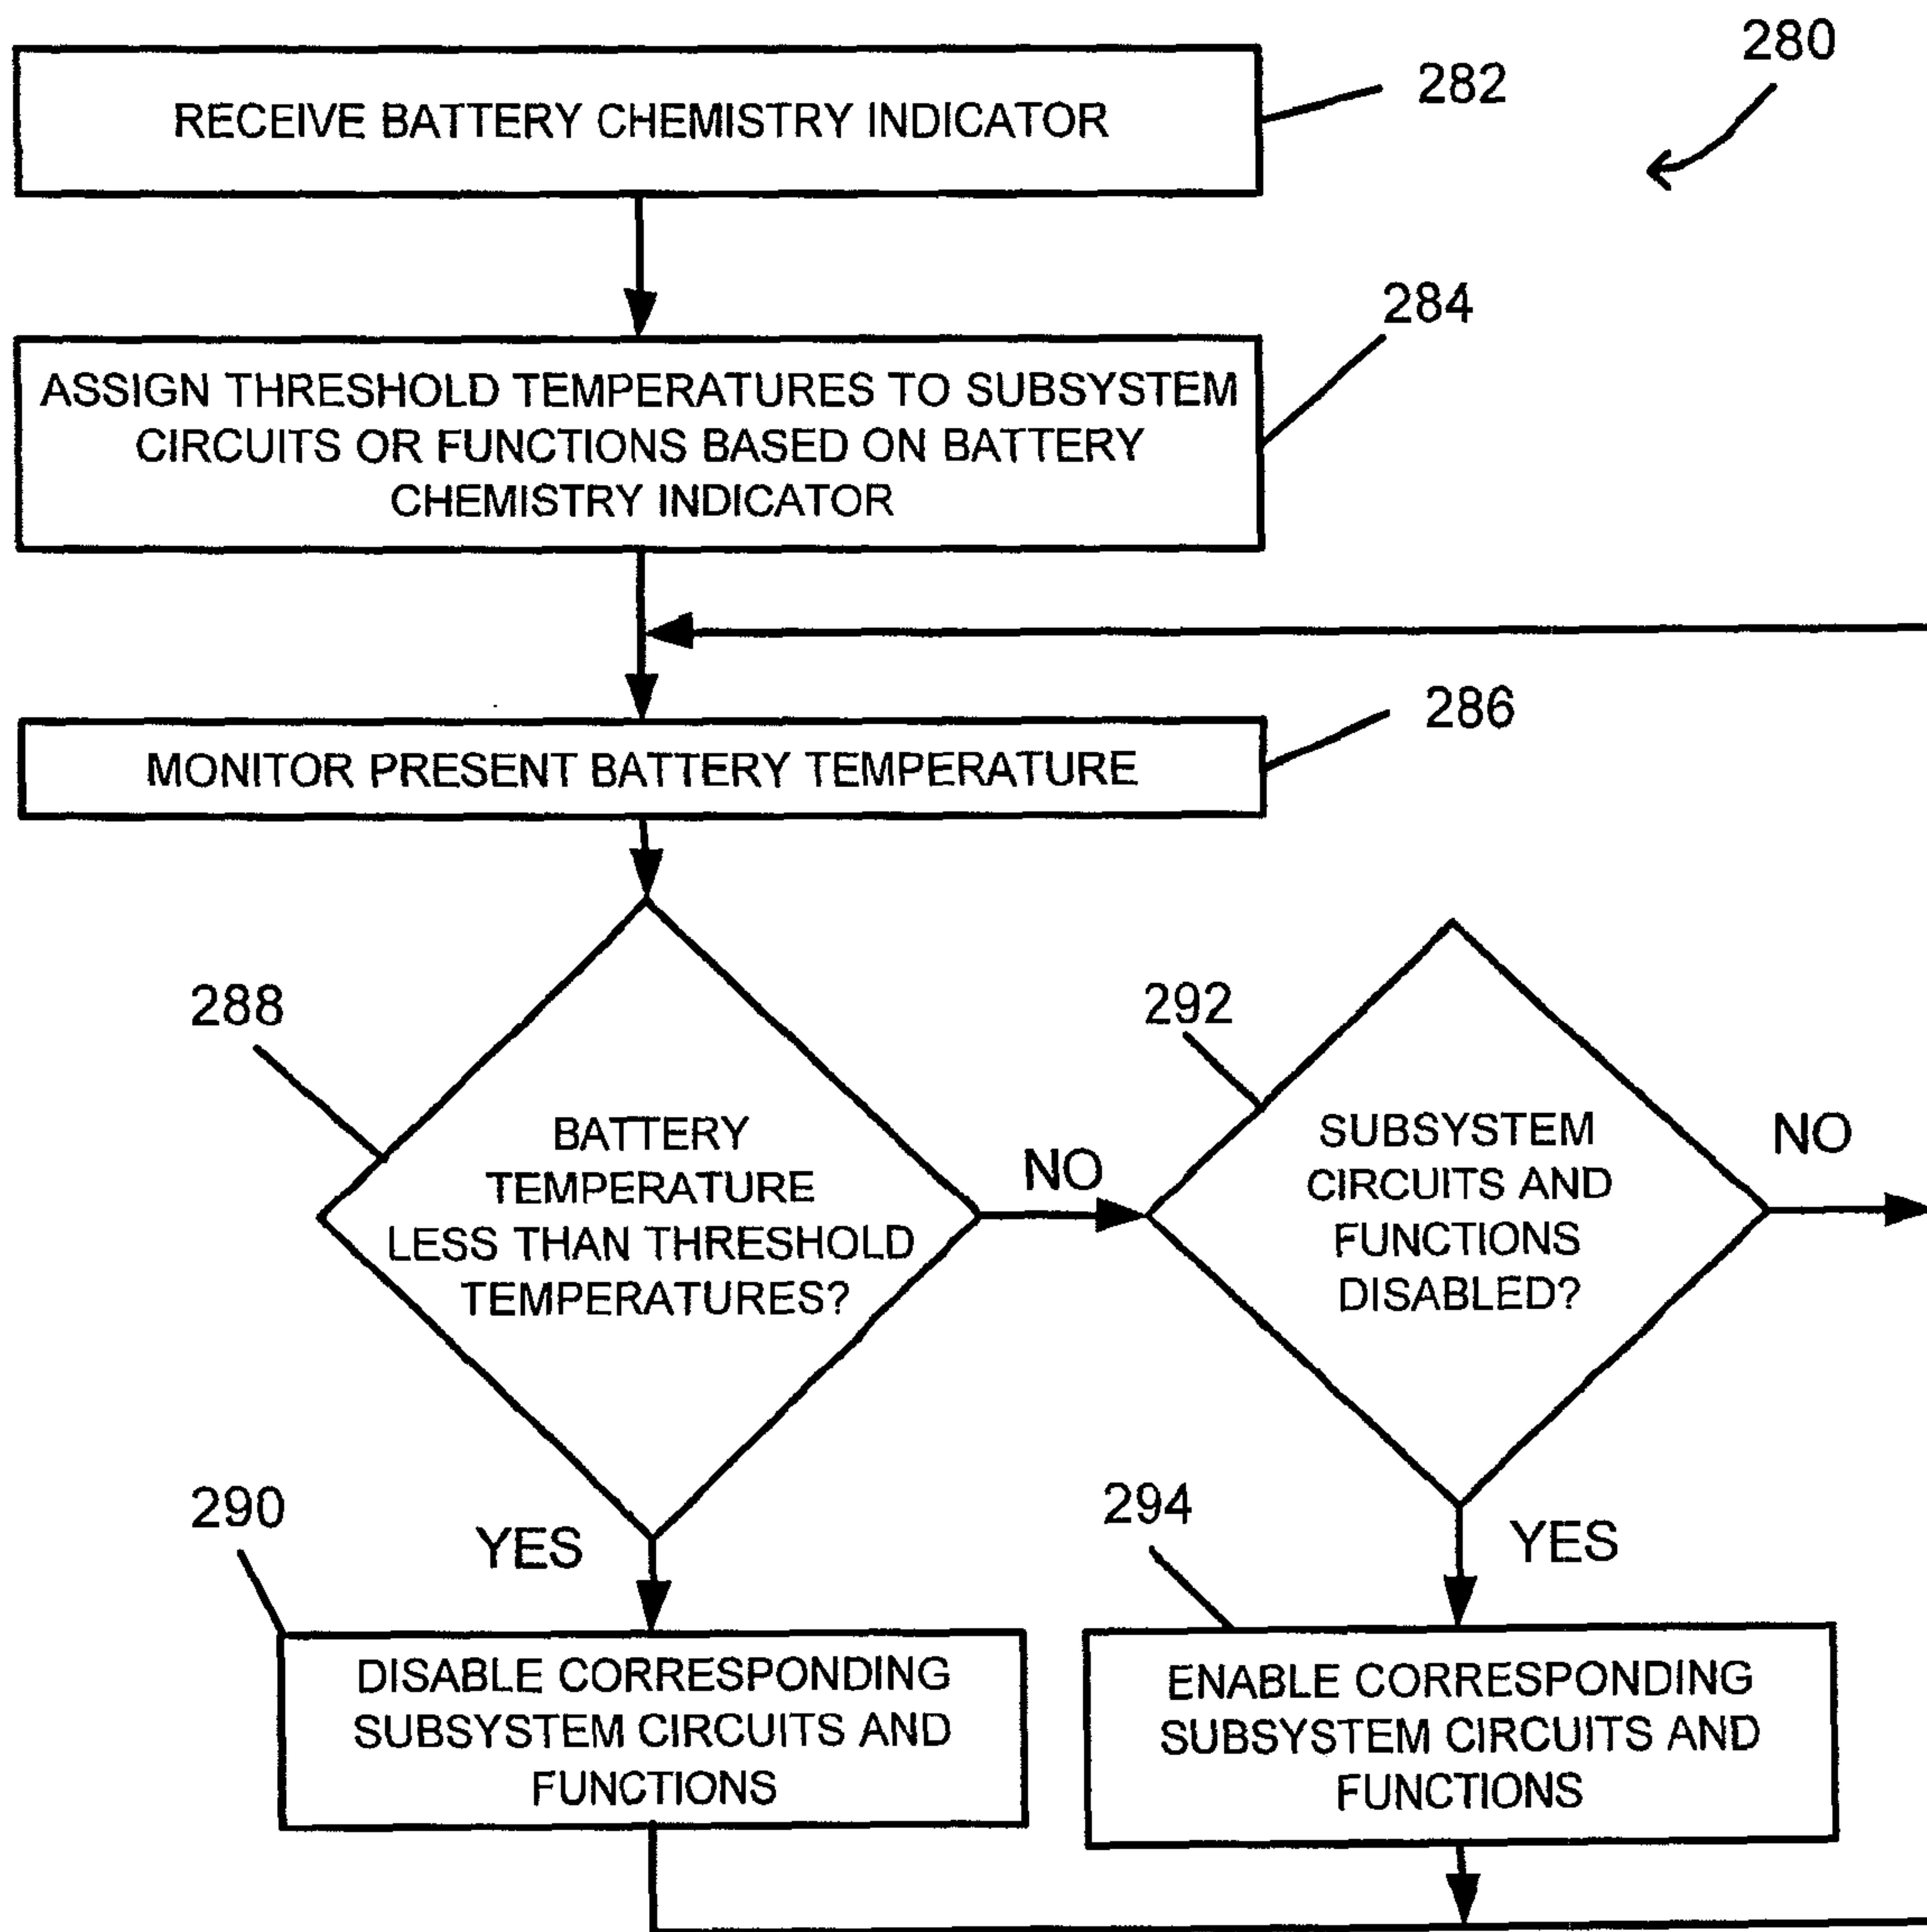 280
RECEIVE BATTERY CHEMISTRY INDICATOR
282
284
ASSIGN THRESHOLD TEMPERATURES TO SUBSYSTEM
CIRCUITS OR FUNCTIONS BASED ON BATTERY
CHEMISTRY INDICATOR
286
MONITOR PRESENT BATTERY TEMPERATURE
288
BATTERY
TEMPERATURE
LESS THAN THRESHOLD
TEMPERATURES?
NO
292
SUBSYSTEM
CIRCUITS AND
FUNCTIONS
DISABLED?
NO
290
YES
294
YES
DISABLE CORRESPONDING
SUBSYSTEM CIRCUITS AND
FUNCTIONS
ENABLE CORRESPONDING
SUBSYSTEM CIRCUITS AND
FUNCTIONS